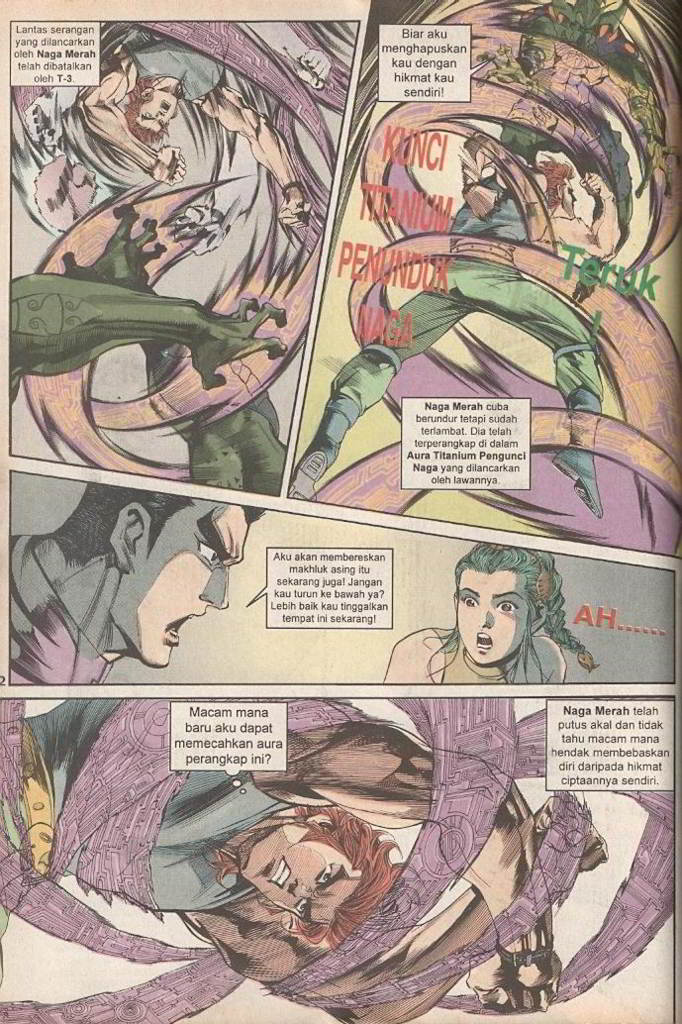 Lantas serangan
yang dilancarkan
oleh Naga Merah
telah dibatalkan
oleh T-3.
Biar aku
menghapuskan
kau dengan
hikmat kau
sendiri!
KUNCI
TITANIUM
PENUNDUK
NAGA
Teruk
!
Naga Merah cuba
berundur tetapi sudah
terlambat. Dia telah
terperangkap di dalam
Aura Titanium Pengunci
Naga yang dilancarkan
oleh lawannya.
Aku akan membereskan
makhluk asing itu
sekarang juga! Jangan
kau turun ke bawah ya?
Lebih baik kau tinggalkan
tempat ini sekarang!
AH......
2
Macam mana
baru aku dapat
memecahkan aura
perangkap ini?
Naga Merah telah
putus akal dan tidak
tahu macam mana
hendak membebaskan
diri daripada hikmat
ciptaannya sendiri.